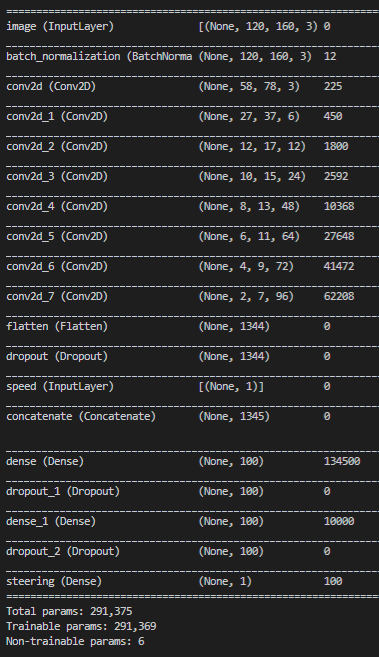 image (InputLayer) [(None, 120, 160, 3) 0
batch_normalization (BatchNorma (None, 120, 160, 3) 12
conv2d (Conv2D) (None, 58, 78, 3) 225
conv2d_1 (Conv2D) (None, 27, 37, 6) 450
conv2d_2 (Conv2D) (None, 12, 17, 12) 1800
conv2d_3 (Conv2D) (None, 10, 15, 24) 2592
conv2d_4 (Conv2D) (None, 8, 13, 48) 10368
conv2d_5 (Conv2D) (None, 6, 11, 64) 27648
conv2d_6 (Conv2D) (None, 4, 9, 72) 41472
conv2d_7 (Conv2D) (None, 2, 7, 96) 62208
flatten (Flatten) (None, 1344) 0
dropout (Dropout) (None, 1344) 0
speed (InputLayer) [(None, 1)] 0
concatenate (Concatenate) (None, 1345) 0
dense (Dense) (None, 100) 134500
dropout_1 (Dropout) (None, 100) 0
dense_1 (Dense) (None, 100) 10000
dropout_2 (Dropout) (None, 100) 0
steering (Dense) (None, 1) 100
Total params: 291,375
Trainable params: 291,369
Non-trainable params: 6